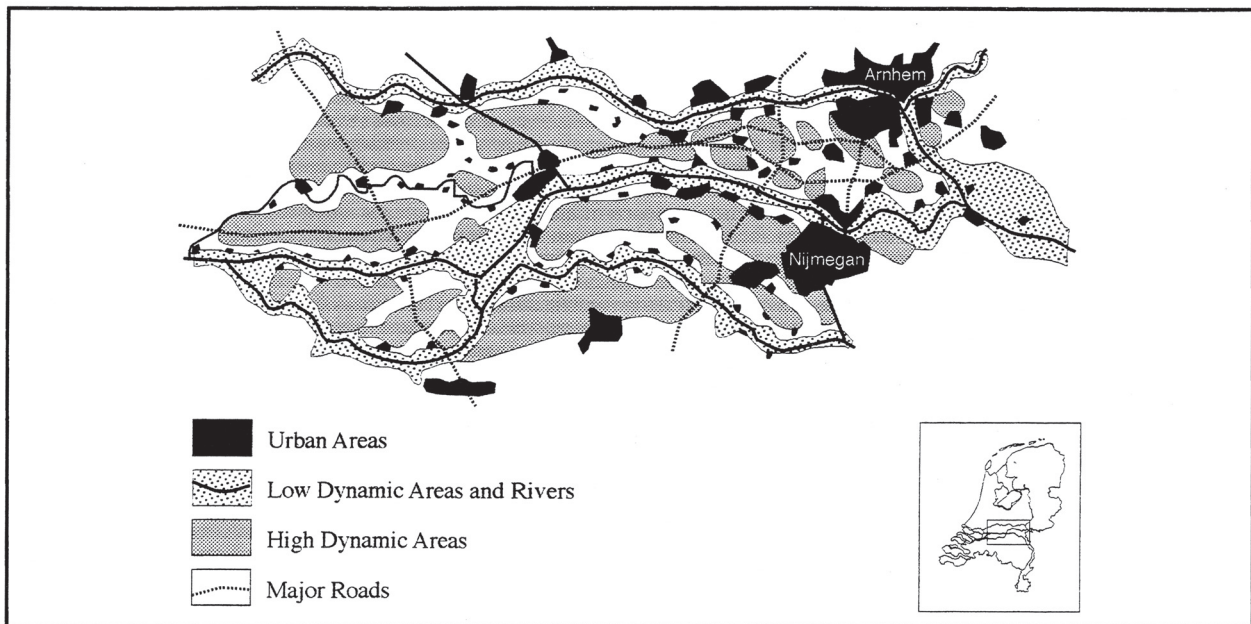 Arnhem
Nijmegan
Urban Areas
Low Dynamic Areas and Rivers
High Dynamic Areas
Major Roads